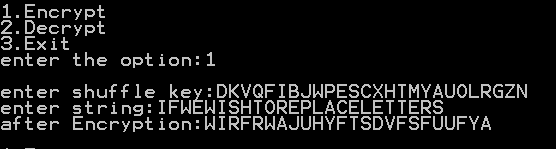 1.Encrypt
2.Decrypt
3.Exit
enter the option:1
enter shuffle key:DKVQFIBJWPESCXHTMYAUOLRGZN
enter string:IFWEWISHTOREPLACELETTERS
after Encryption:WIRFRWAJUHYFTSDVFSFUUFYA